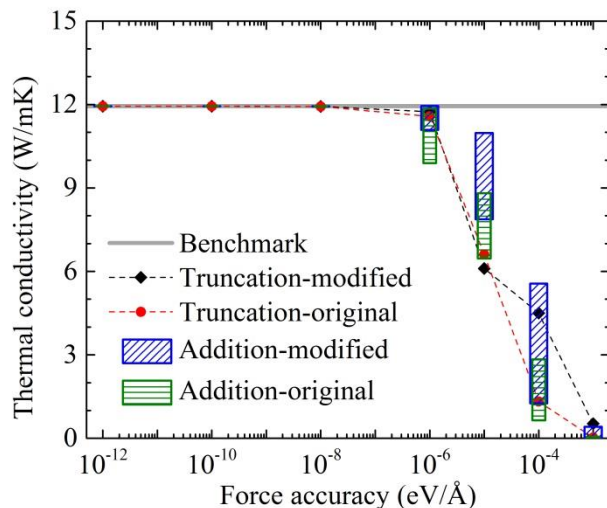 15
12
9
6
3
0
Thermal conductivity (W/mK)
Benchmark
Truncation-modified
Truncation-original
Addition-modified
Addition-original
10⁻¹² 10⁻¹⁰ 10⁻⁸ 10⁻⁶ 10⁻⁴
Force accuracy (eV/Å)